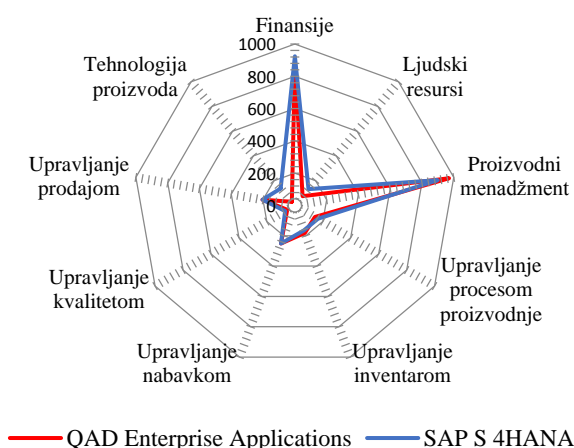 Finansije
1000
800
600
400
200
0
Ljudski
resursi
Proizvodni
menadžment
Upravljanje
procesom
proizvodnje
Upravljanje
inventarom
Upravljanje
nabavkom
Upravljanje
kvalitetom
Upravljanje
prodajom
Tehnologija
proizvoda
QAD Enterprise Applications
SAP S 4HANA